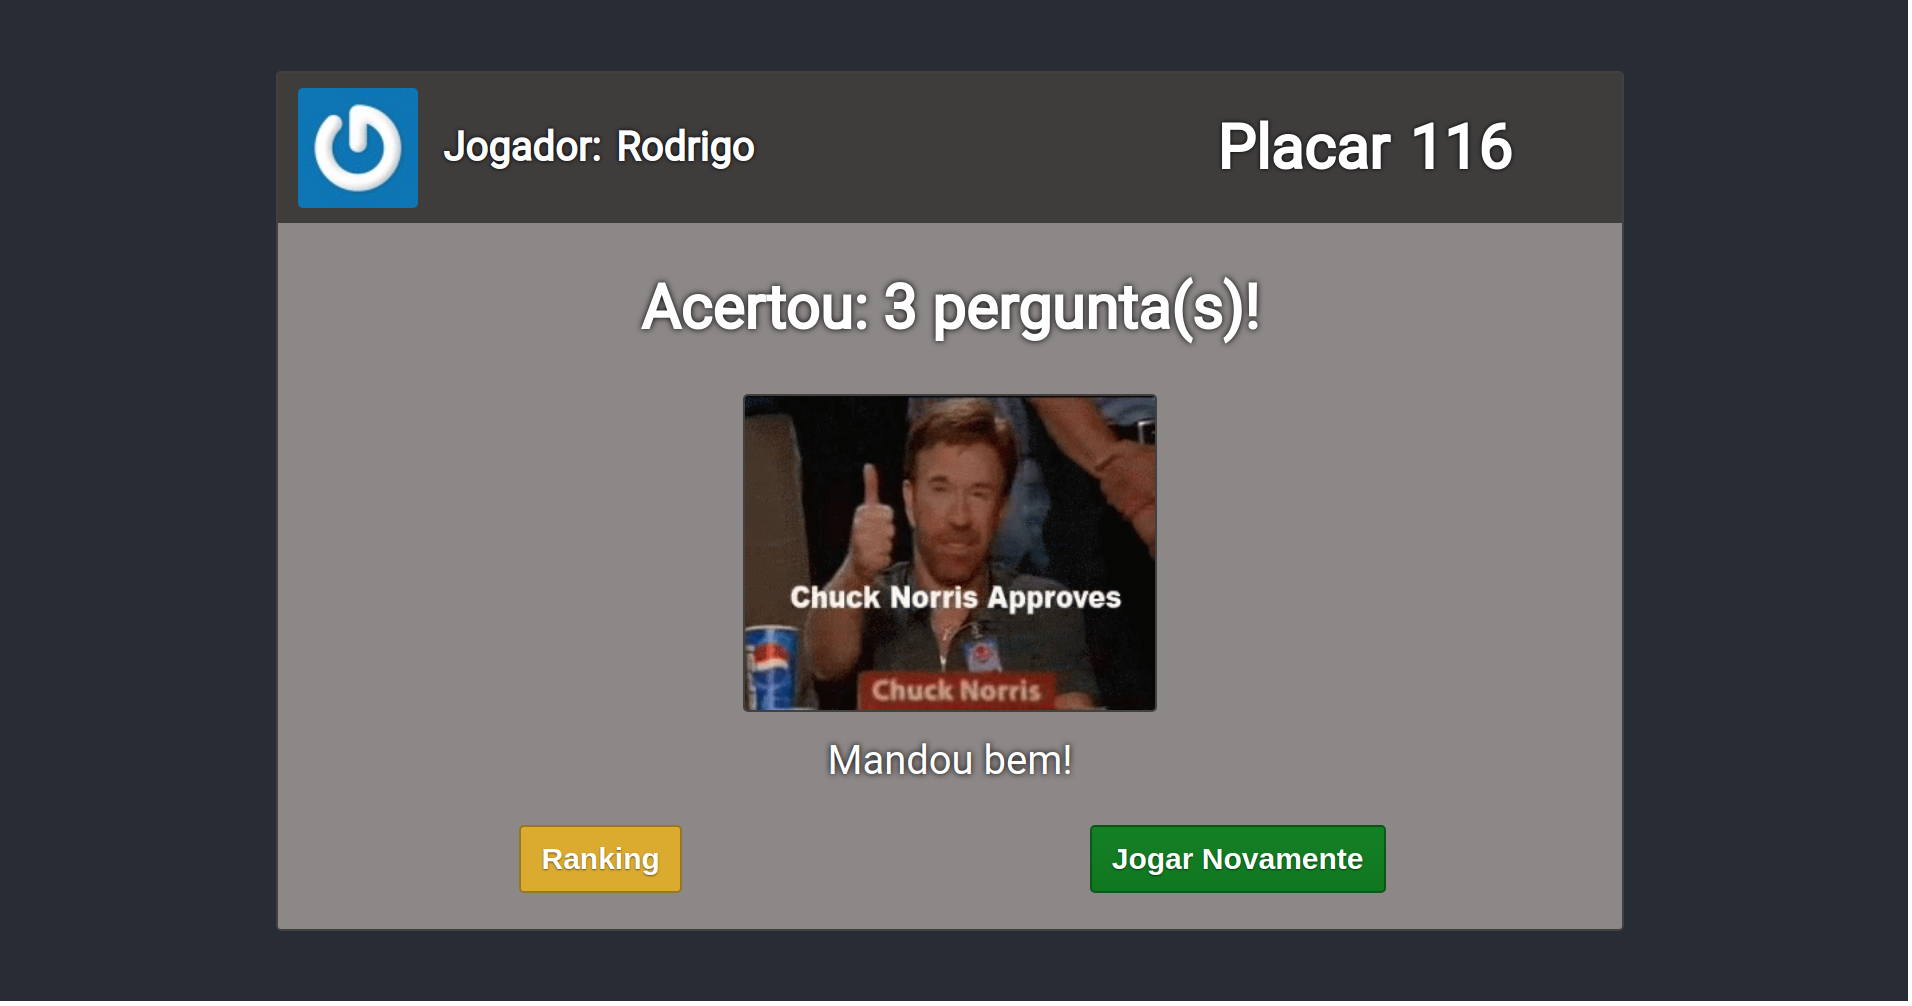 Jogador: Rodrigo
Placar 116
Acertou: 3 pergunta(s)!
Chuck Norris Approves
Chuck Norris
Mandou bem!
Ranking
Jogar Novamente